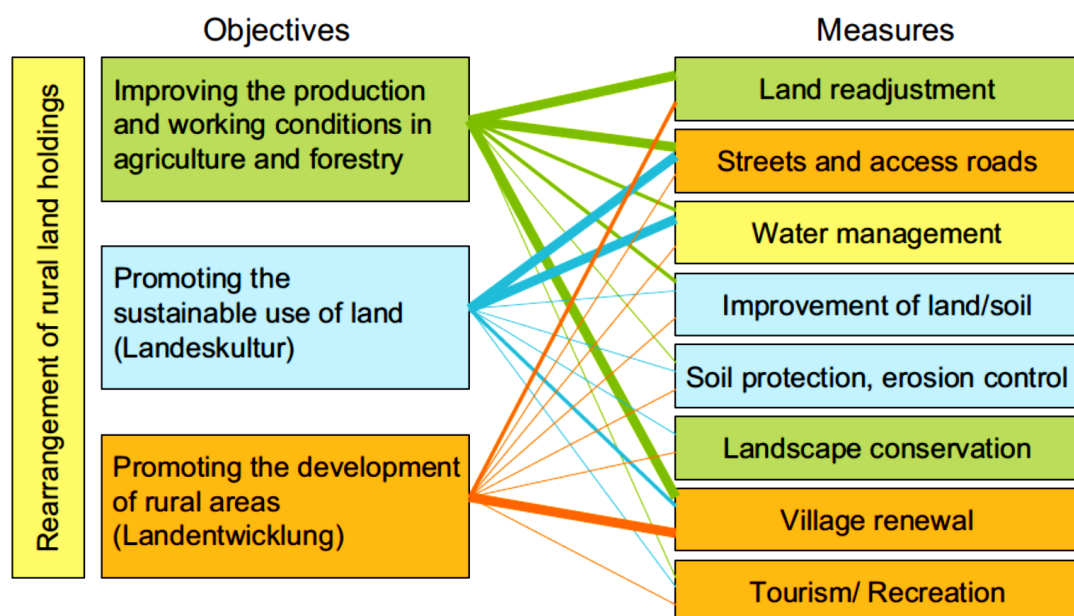 Objectives
Measures
Rearrangement of rural land holdings
Improving the production
and working conditions in
agriculture and forestry
Promoting the
sustainable use of land
(Landeskultur)
Promoting the development
of rural areas
(Landentwicklung)
Land readjustment
Streets and access roads
Water management
Improvement of land/soil
Soil protection, erosion control
Landscape conservation
Village renewal
Tourism/ Recreation